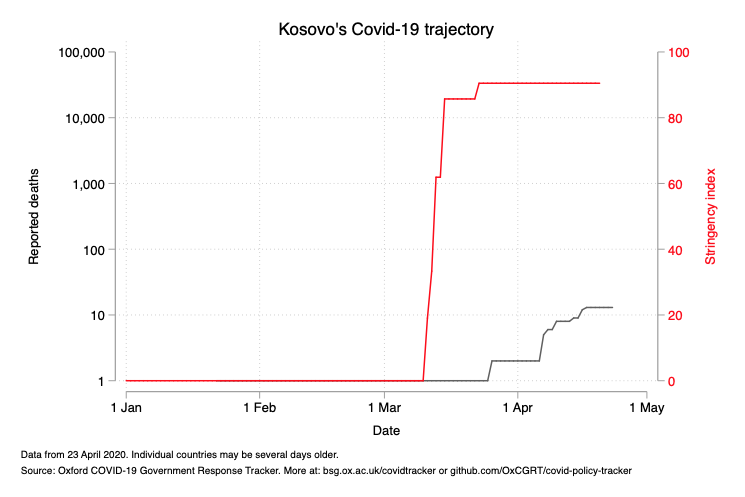 Kosovo's Covid-19 trajectory
100,000
10,000
1,000
100
10
1
Reported deaths
100
80
60
40
20
0
Stringency index
1 Jan 1 Feb 1 Mar 1 Apr 1 May
Date
Data from 23 April 2020. Individual countries may be several days older.
Source: Oxford COVID-19 Government Response Tracker. More at: bsg.ox.ac.uk/covidtracker or github.com/OxCGRT/covid-policy-tracker